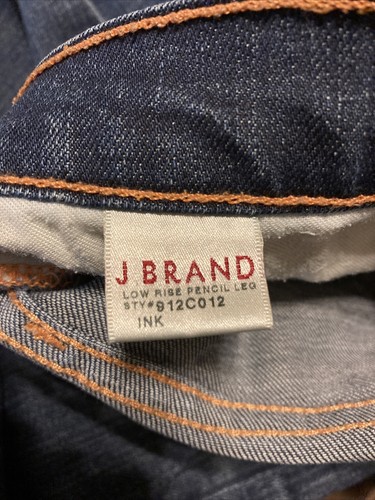 J BRAND
LOW RISE PENCIL LEG
STY# 912C012
INK